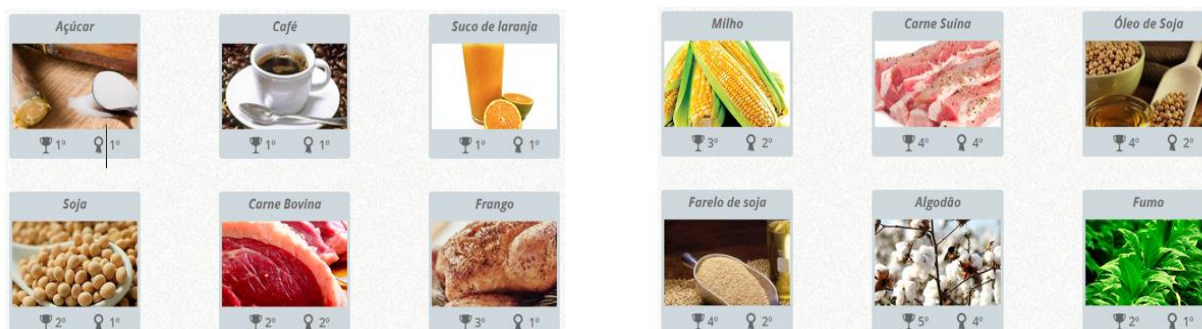 Açúcar
Café
Suco de laranja
1º 1º
1º 1º
1º 1º
Soja
Carne Bovina
Frango
2º 1º
2º 2º
3º 1º
Milho
Carne Suína
Óleo de Soja
3º 2º
4º 4º
4º 2º
Farelo de soja
Algodão
Fumo
4º 2º
5º 4º
2º 1º